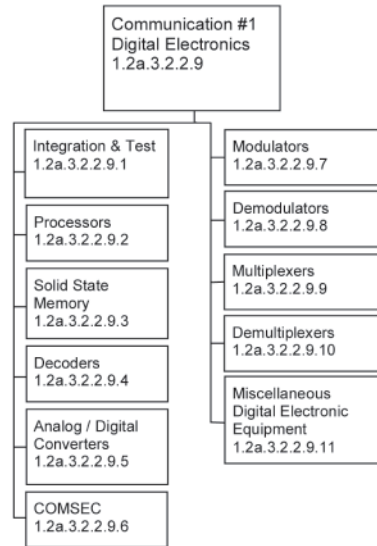 Communication #1
Digital Electronics
1.2a.3.2.2.9
Integration & Test
1.2a.3.2.2.9.1
Processors
1.2a.3.2.2.9.2
Solid State
Memory
1.2a.3.2.2.9.3
Decoders
1.2a.3.2.2.9.4
Analog / Digital
Converters
1.2a.3.2.2.9.5
COMSEC
1.2a.3.2.2.9.6
Modulators
1.2a.3.2.2.9.7
Demodulators
1.2a.3.2.2.9.8
Multiplexers
1.2a.3.2.2.9.9
Demultiplexers
1.2a.3.2.2.9.10
Miscellaneous
Digital Electronic
Equipment
1.2a.3.2.2.9.11